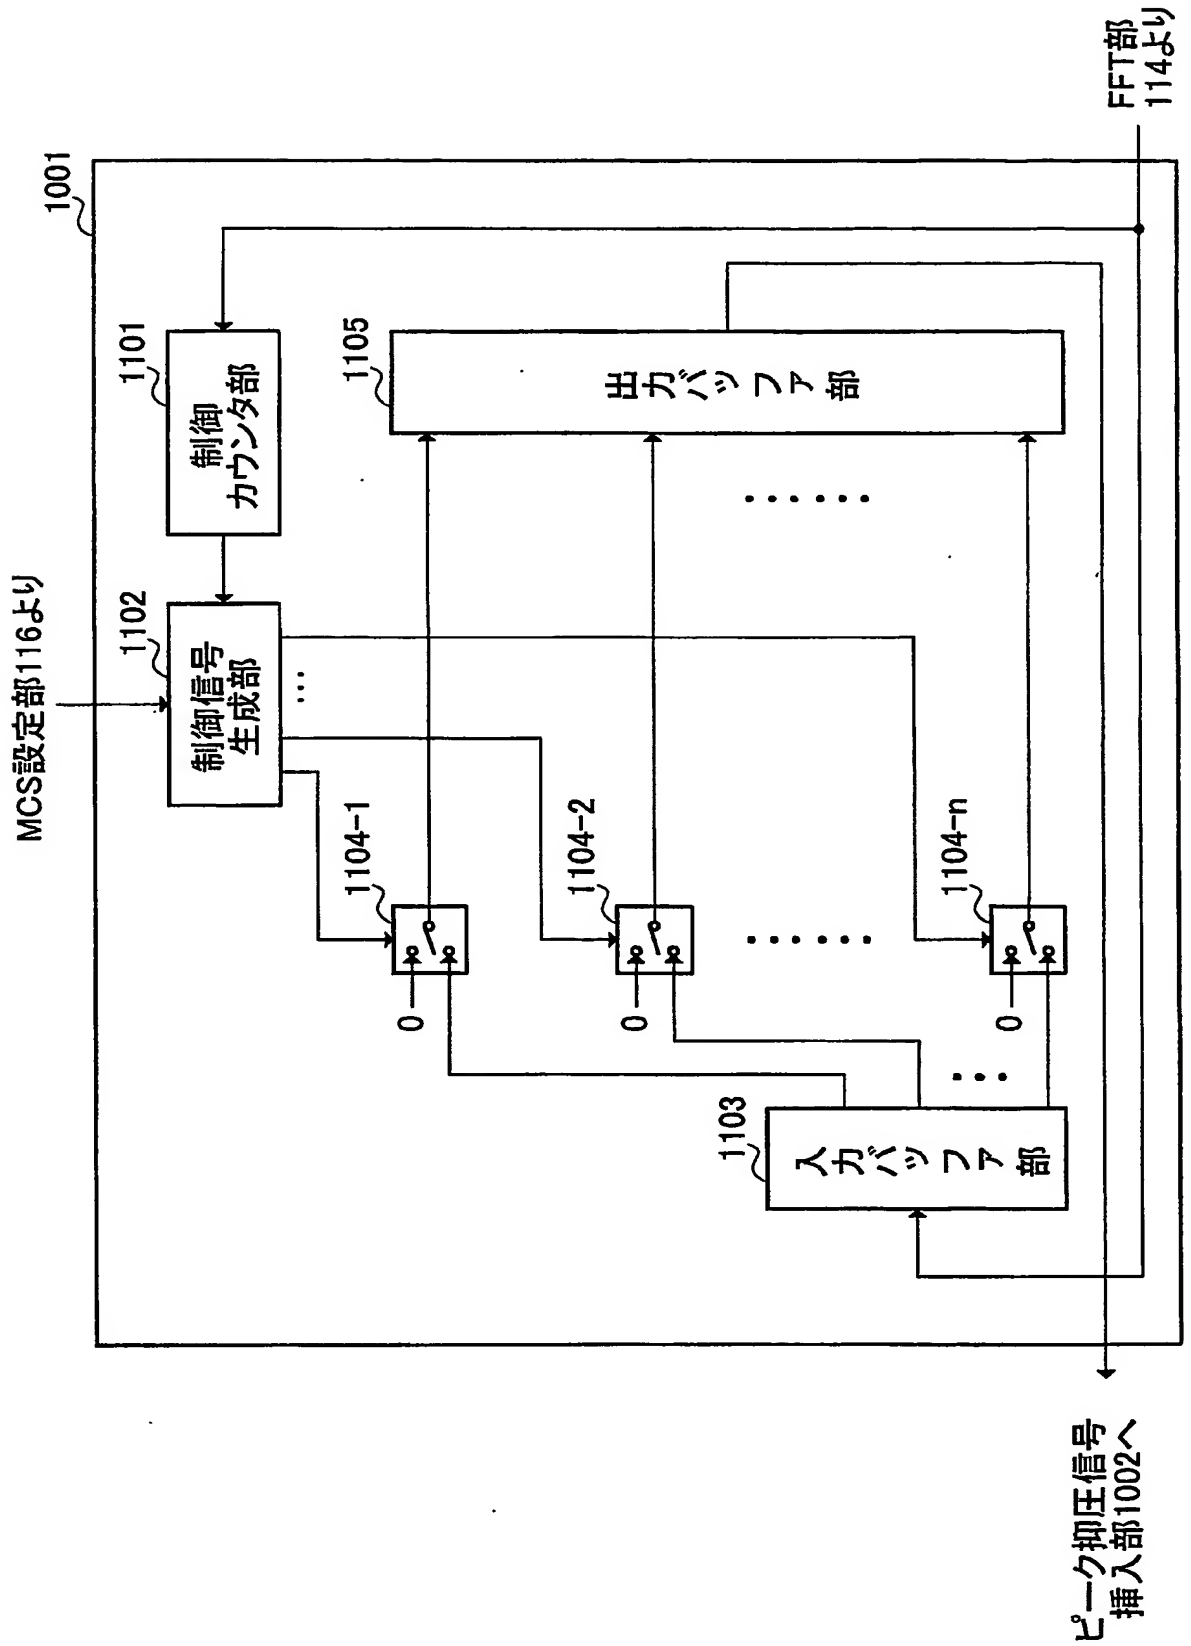 FFT部
114より
1001
1101
制御
カウンタ部
1105
出力バッファ部
MCS設定部116より
1102
制御信号
生成部
1104-1
0
1104-2
0
1104-n
0
1103
入力バッファ部
ピーク抑圧信号
挿入部1002へ